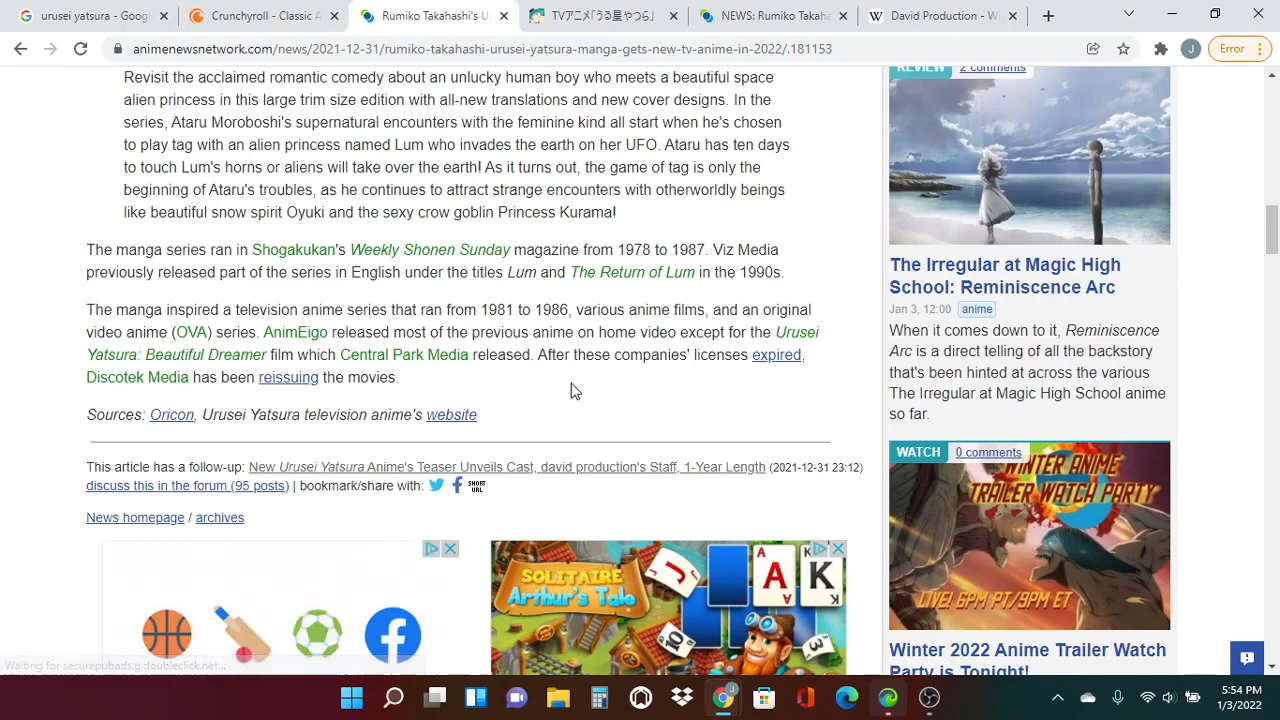 urusei yatsura - Googl
Crunchyroll - Classic A
Rumiko Takahashi's U
TVアニメ「うる星やつら」
NEWS: Rumiko Takaha
David Production - Wi
animenewsnetwork.com/news/2021-12-31/rumiko-takahashi-urusei-yatsura-manga-gets-new-tv-anime-in-2022/.181153
J
Error
Revisit the acclaimed romantic comedy about an unlucky human boy who meets a beautiful space
alien princess in this large trim size edition with all-new translations and new cover designs. In the
series, Ataru Moroboshi's supernatural encounters with the feminine kind all start when he's chosen
to play tag with an alien princess named Lum who invades the earth on her UFO. Ataru has ten days
to touch Lum's horns or aliens will take over the earth! As it turns out, the game of tag is only the
beginning of Ataru's troubles, as he continues to attract strange encounters with otherworldly beings
like beautiful snow spirit Oyuki and the sexy crow goblin Princess Kurama!
The manga series ran in Shogakukan's Weekly Shonen Sunday magazine from 1978 to 1987. Viz Media
previously released part of the series in English under the titles Lum and The Return of Lum in the 1990s.
The manga inspired a television anime series that ran from 1981 to 1986, various anime films, and an original
video anime (OVA) series. AnimEigo released most of the previous anime on home video except for the Urusei
Yatsura: Beautiful Dreamer film which Central Park Media released. After these companies' licenses expired,
Discotek Media has been reissuing the movies.
Sources: Oricon, Urusei Yatsura television anime's website
This article has a follow-up: New Urusei Yatsura Anime's Teaser Unveils Cast, david production's Staff, 1-Year Length (2021-12-31 23:12)
discuss this in the forum (95 posts) | bookmark/share with: SHORT URL
News homepage / archives
SOLITAIRE
Arthur's Tale
J
A
K
10
3
REVIEW 2 comments
The Irregular at Magic High
School: Reminiscence Arc
Jan 3, 12:00 anime
When it comes down to it, Reminiscence
Arc is a direct telling of all the backstory
that's been hinted at across the various
The Irregular at Magic High School anime
so far.
WATCH 0 comments
WINTER ANIME
TRAILER WATCH PARTY
LIVE! 6PM PT/9PM ET
Winter 2022 Anime Trailer Watch
Party is Tonight!
Waiting for securepubads.g.doubleclick.net...
J
5:54 PM
1/3/2022